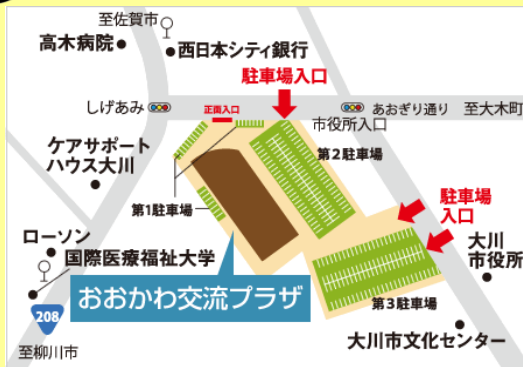 至佐賀市
高木病院
西日本シティ銀行
駐車場入口
しげあみ
正面入口
あおぎり通り
至大木町
市役所入口
ケアサポート
ハウス大川
第2駐車場
第1駐車場
駐車場
入口
ローソン
国際医療福祉大学
大川
市役所
おおかわ交流プラザ
第3駐車場
208
大川市文化センター
至柳川市